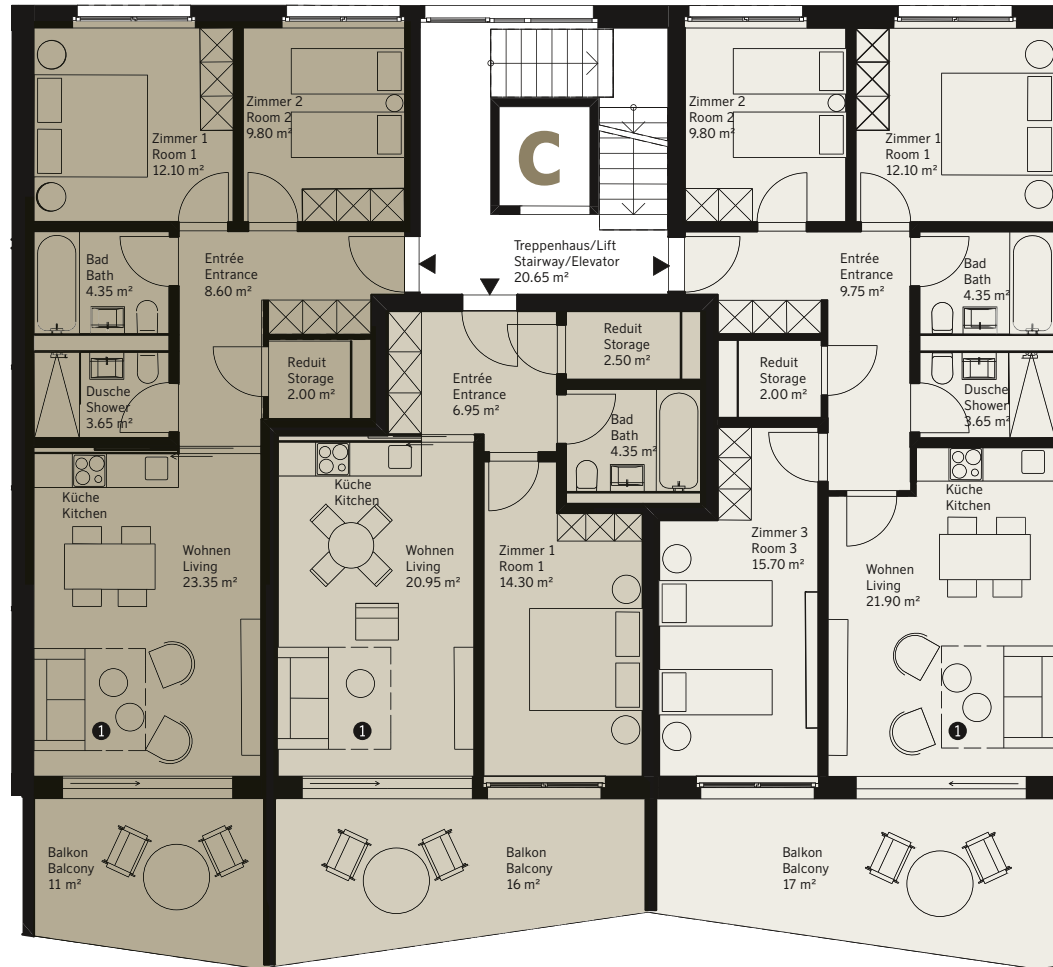 Zimmer 1
Room 1
12.10 m²
Zimmer 2
Room 2
9.80 m²
C
Zimmer 2
Room 2
9.80 m²
Zimmer 1
Room 1
12.10 m²
Bad
Bath
4.35 m²
Entrée
Entrance
8.60 m²
Treppenhaus/Lift
Stairway/Elevator
20.65 m²
Entrée
Entrance
9.75 m²
Bad
Bath
4.35 m²
Dusche
Shower
3.65 m²
Reduit
Storage
2.00 m²
Entrée
Entrance
6.95 m²
Reduit
Storage
2.50 m²
Reduit
Storage
2.00 m²
Dusche
Shower
3.65 m²
Bad
Bath
4.35 m²
Küche
Kitchen
Küche
Kitchen
Küche
Kitchen
Wohnen
Living
23.35 m²
Wohnen
Living
20.95 m²
Zimmer 1
Room 1
14.30 m²
Zimmer 3
Room 3
15.70 m²
Wohnen
Living
21.90 m²
1
1
1
Balkon
Balcony
11 m²
Balkon
Balcony
16 m²
Balkon
Balcony
17 m²